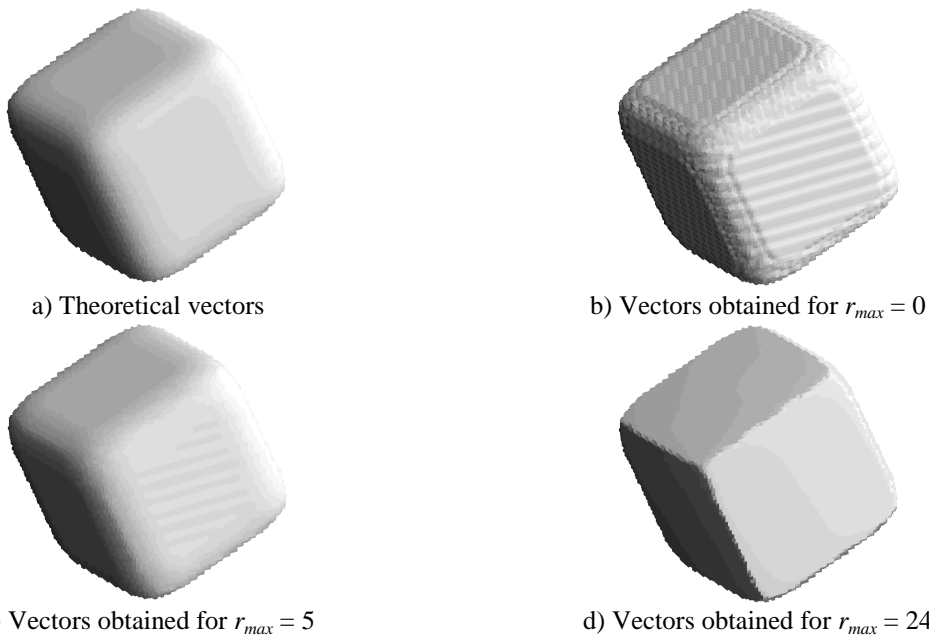 a) Theoretical vectors
b) Vectors obtained for r_max = 0
Vectors obtained for r_max = 5
d) Vectors obtained for r_max = 24